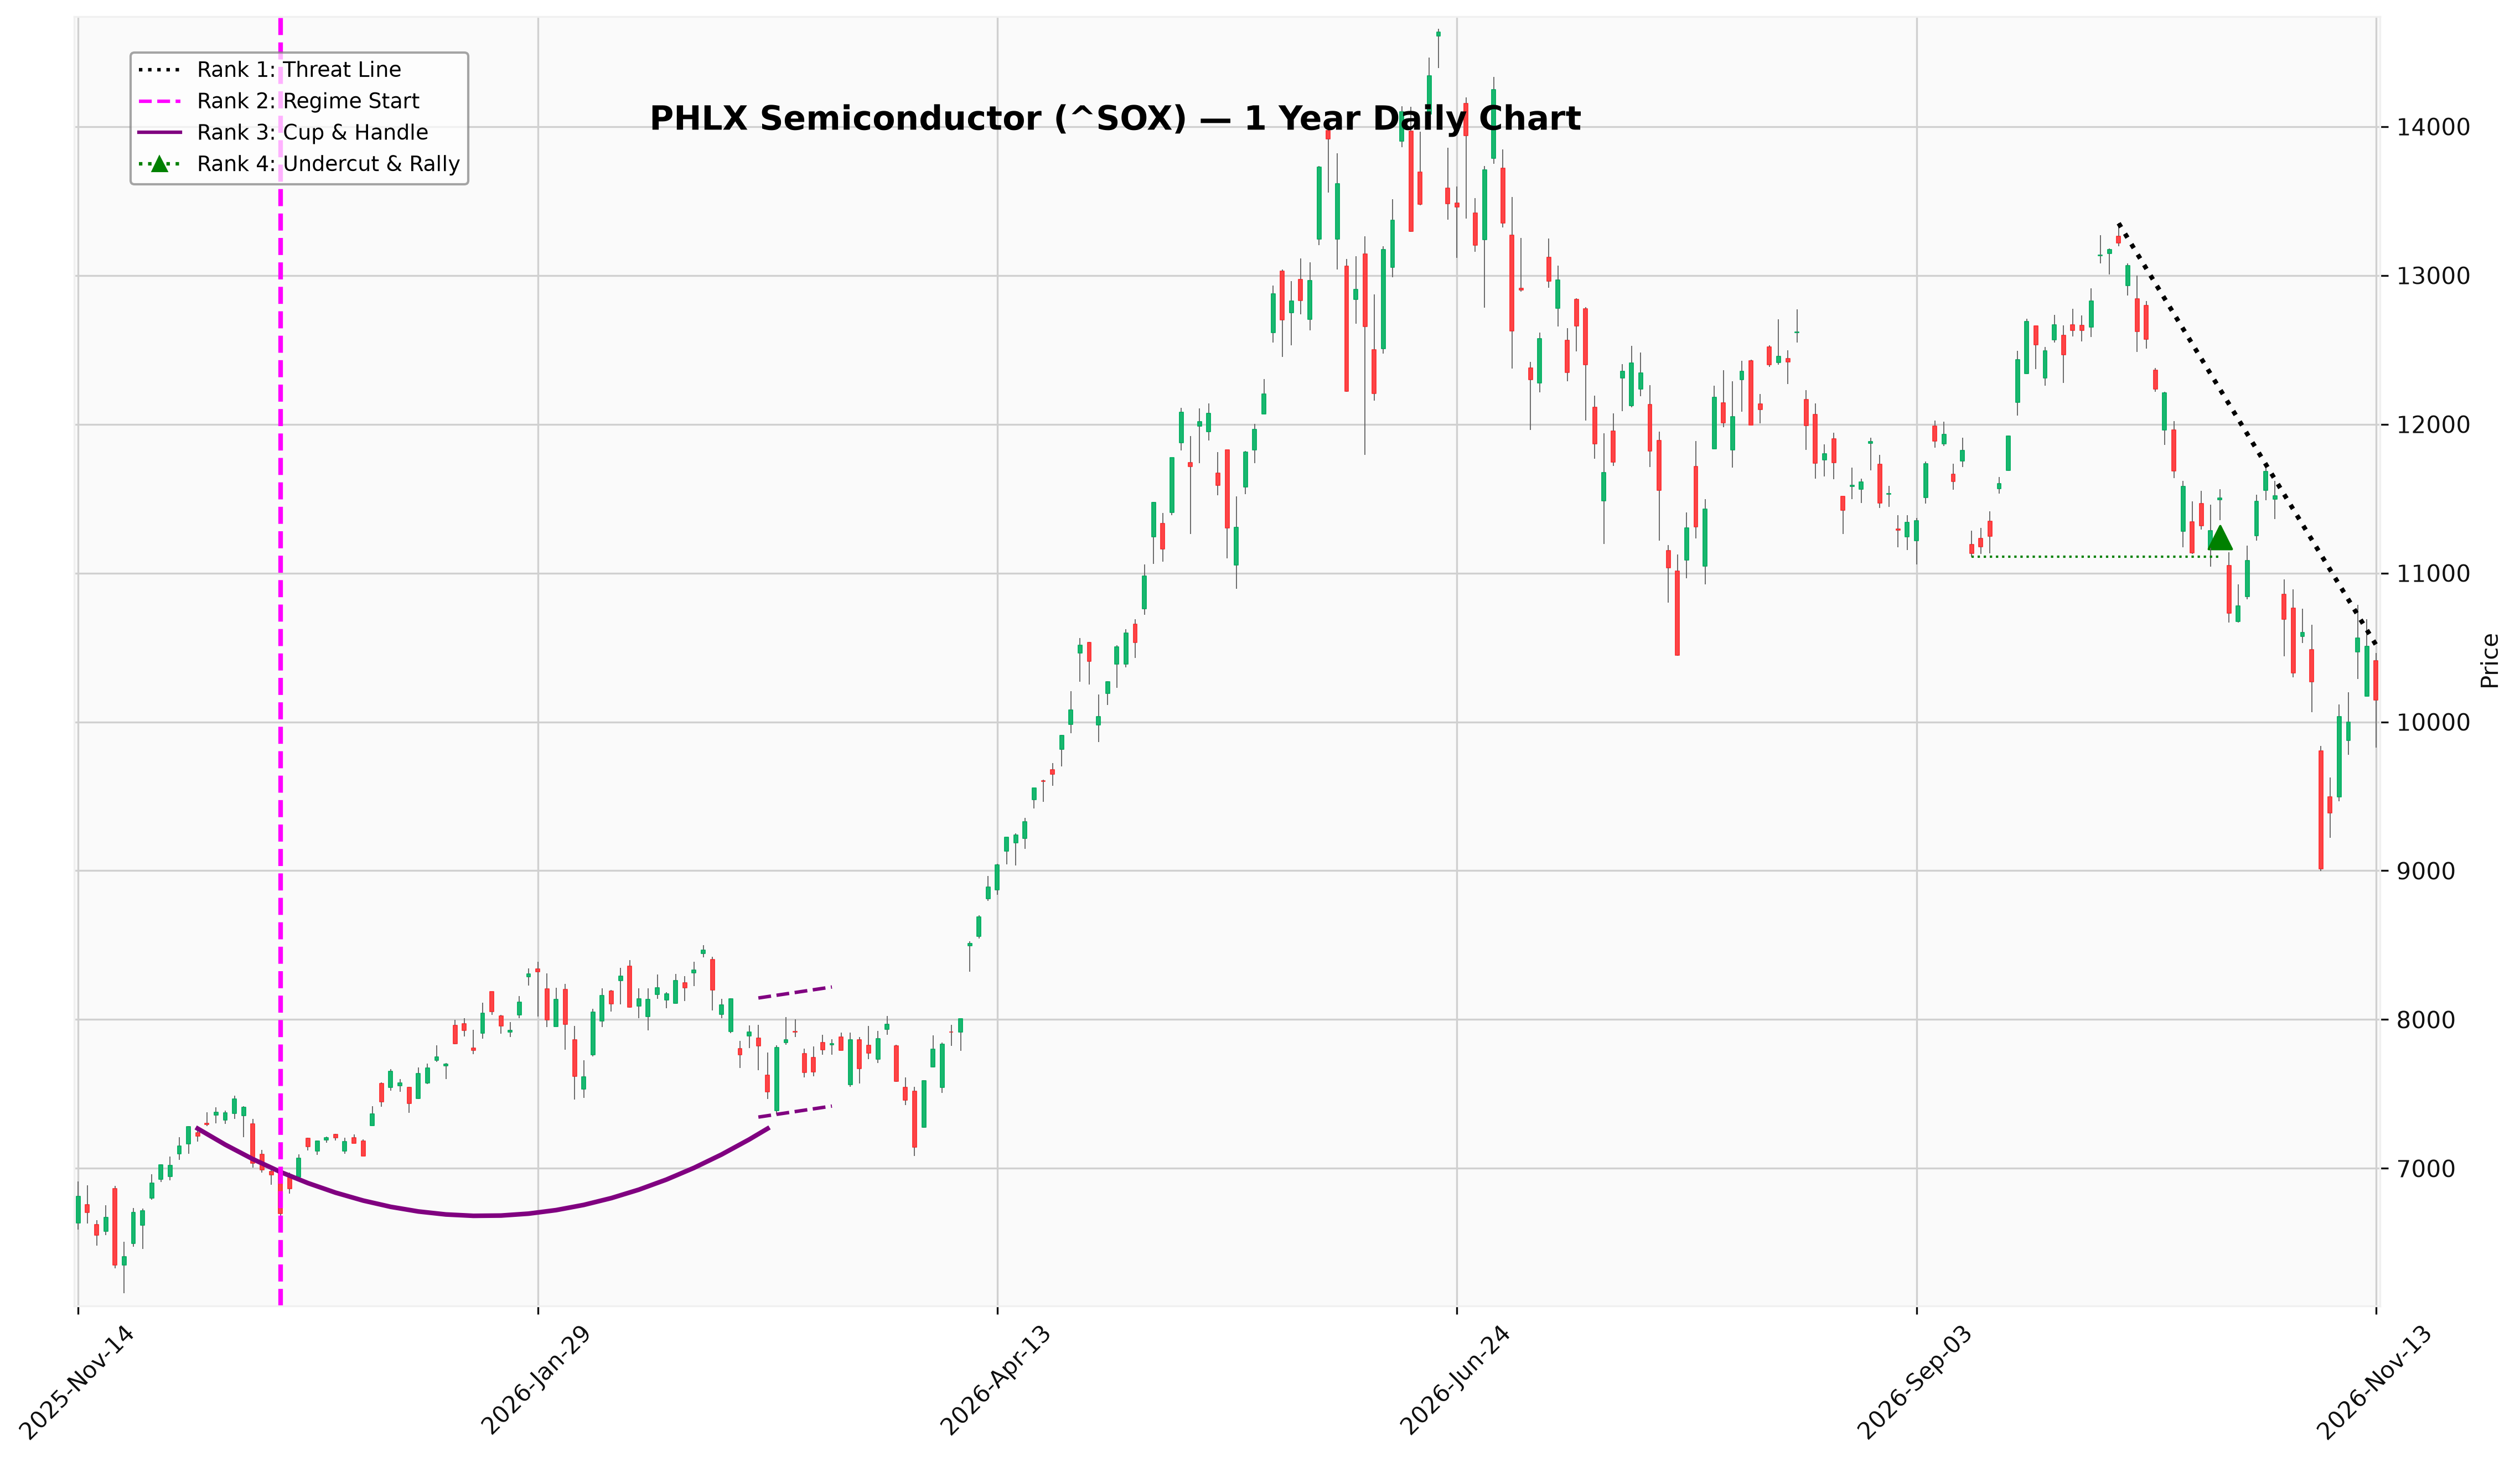 Rank 1: Threat Line
Rank 2: Regime Start
Rank 3: Cup & Handle
Rank 4: Undercut & Rally
PHLX Semiconductor (^SOX) — 1 Year Daily Chart
14000
13000
12000
11000
10000
9000
8000
7000
Price
2025-Nov-14
2026-Jan-29
2026-Apr-13
2026-Jun-24
2026-Sep-03
2026-Nov-13